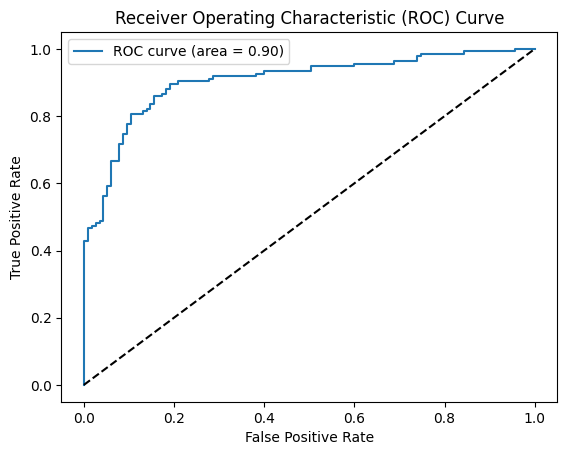 Receiver Operating Characteristic (ROC) Curve
ROC curve (area = 0.90)
1.0
0.8
0.6
0.4
0.2
0.0
True Positive Rate
0.0 0.2 0.4 0.6 0.8 1.0
False Positive Rate